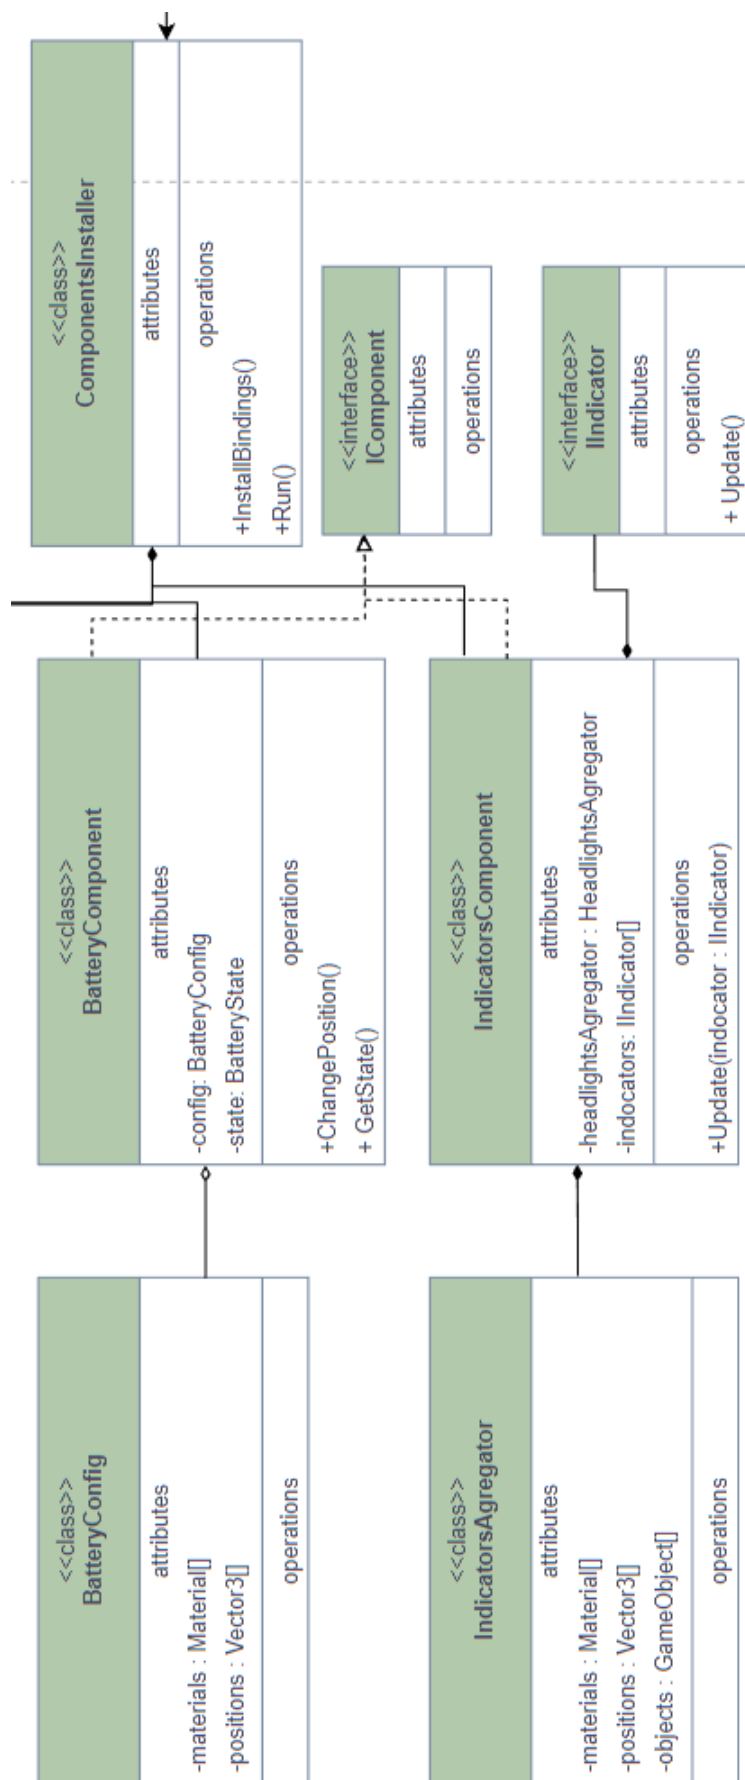 <<class>>
BatteryConfig
attributes
-materials : Material[]
-positions : Vector3[]
operations
<<class>>
BatteryComponent
attributes
-config: BatteryConfig
-state: BatteryState
operations
+ChangePosition()
+ GetState()
<<class>>
ComponentsInstaller
attributes
operations
+InstallBindings()
+Run()
<<interface>>
IComponent
attributes
operations
<<class>>
IndicatorsAgregator
attributes
-materials : Material[]
-positions : Vector3[]
-objects : GameObject[]
operations
<<class>>
IndicatorsComponent
attributes
-headlightsAgregator : HeadlightsAgregator
-indocators: IIndicator[]
operations
+Update(indocator : IIndicator)
<<interface>>
IIndicator
attributes
operations
+ Update()